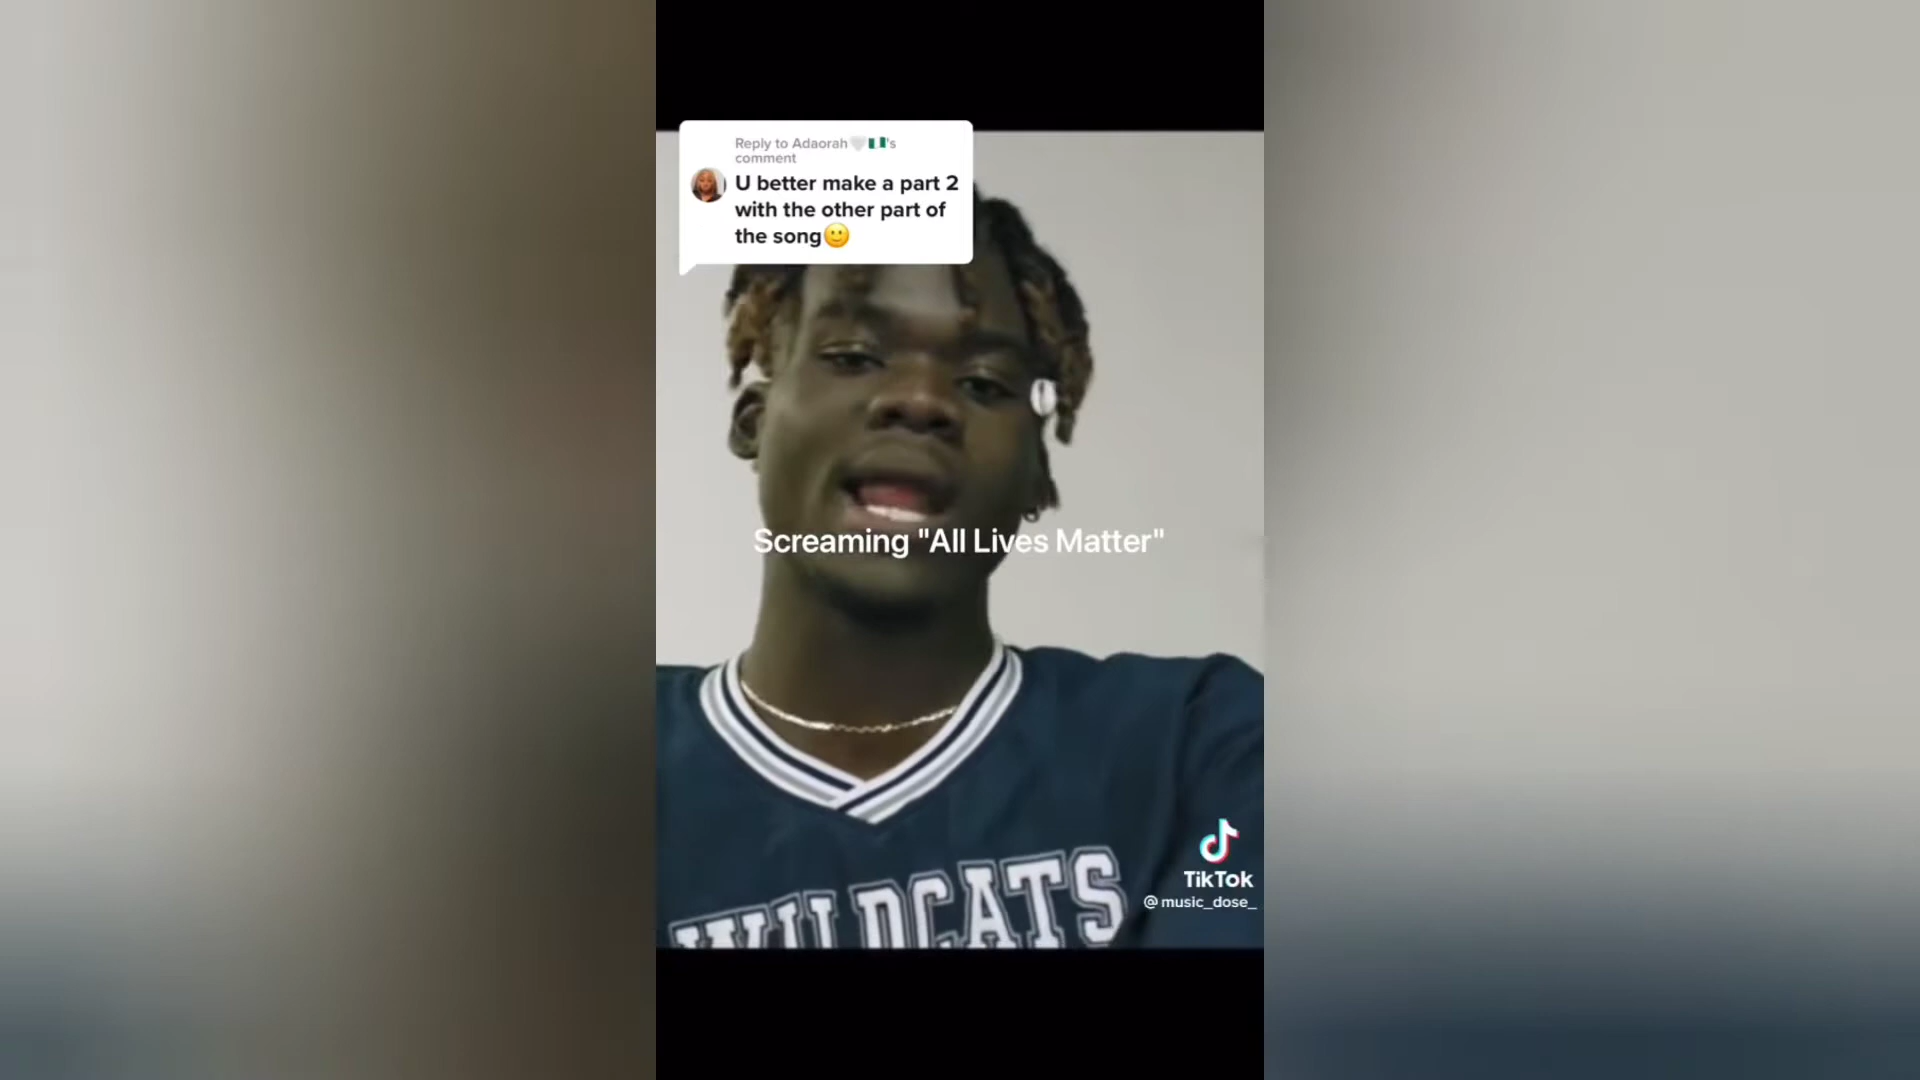 Reply to Adaorah🤍🇳🇬's
comment
U better make a part 2
with the other part of
the song🙂
Screaming "All Lives Matter"
WILDCATS
TikTok
@music_dose_